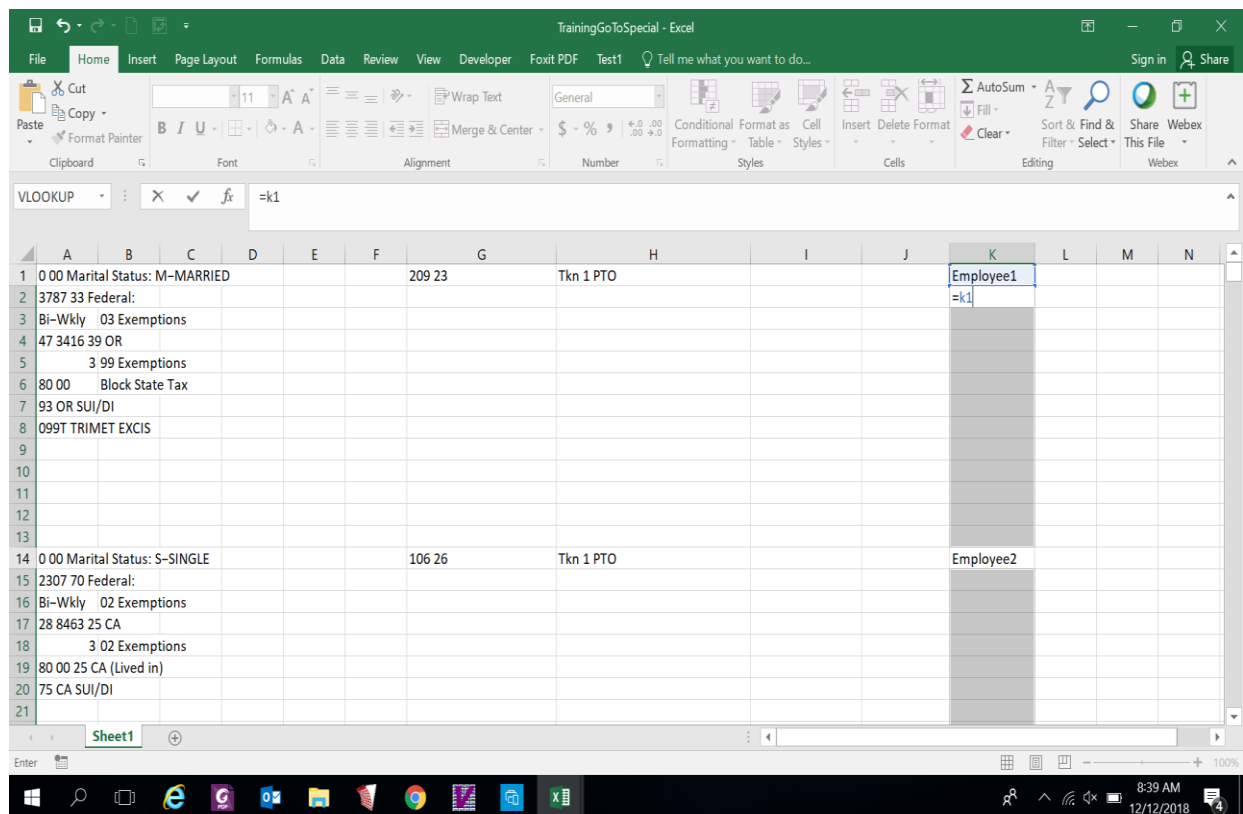 TrainingGoToSpecial - Excel
File Home Insert Page Layout Formulas Data Review View Developer Foxit PDF Test1 Tell me what you want to do... Sign in Share
Paste Cut Copy Format Painter
11 A A B I U A
Wrap Text Merge & Center
General $ % , .0 .00 .00 .0
Conditional Formatting Format as Table Cell Styles
Insert Delete Format
AutoSum Fill Clear Sort & Filter Find & Select
Share This File Webex
Clipboard Font Alignment Number Styles Cells Editing Webex
VLOOKUP fx =k1
A B C D E F G H I J K L M N
1 0 00 Marital Status: M-MARRIED 209 23 Tkn 1 PTO Employee1
2 3787 33 Federal: =k1
3 Bi-Wkly 03 Exemptions
4 47 3416 39 OR
5 3 99 Exemptions
6 80 00 Block State Tax
7 93 OR SUI/DI
8 099T TRIMET EXCIS
9
10
11
12
13
14 0 00 Marital Status: S-SINGLE 106 26 Tkn 1 PTO Employee2
15 2307 70 Federal:
16 Bi-Wkly 02 Exemptions
17 28 8463 25 CA
18 3 02 Exemptions
19 80 00 25 CA (Lived in)
20 75 CA SUI/DI
21
Sheet1
Enter 100%
8:39 AM
12/12/2018
4